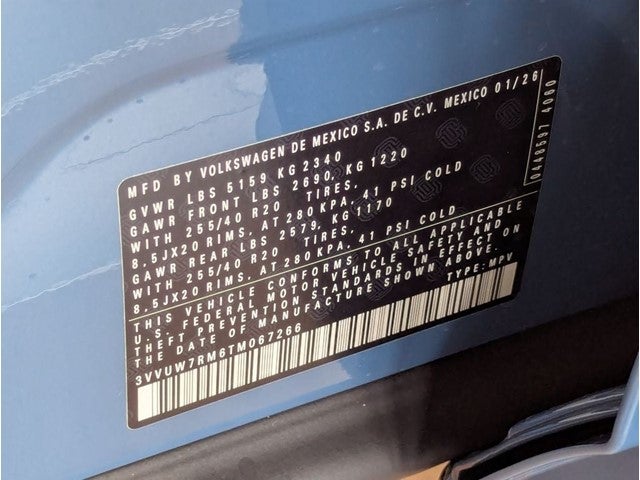 MFD BY VOLKSWAGEN DE MEXICO S.A. DE C.V. MEXICO 01/26
GVWR LBS 5159 KG 2340
GAWR FRONT LBS 2690, KG 1220
WITH 255/40 R20 TIRES,
8.5JX20 RIMS, AT 280 KPA, 41 PSI COLD
GAWR REAR LBS 2579, KG 1170
WITH 255/40 R20 TIRES,
8.5JX20 RIMS, AT 280 KPA, 41 PSI COLD
THIS VEHICLE CONFORMS TO ALL APPLICABLE
U.S. FEDERAL MOTOR VEHICLE SAFETY AND
THEFT PREVENTION STANDARDS IN EFFECT ON
THE DATE OF MANUFACTURE SHOWN ABOVE.
3VVUW7RM6TM067266 TYPE: MPV
0448597 4060